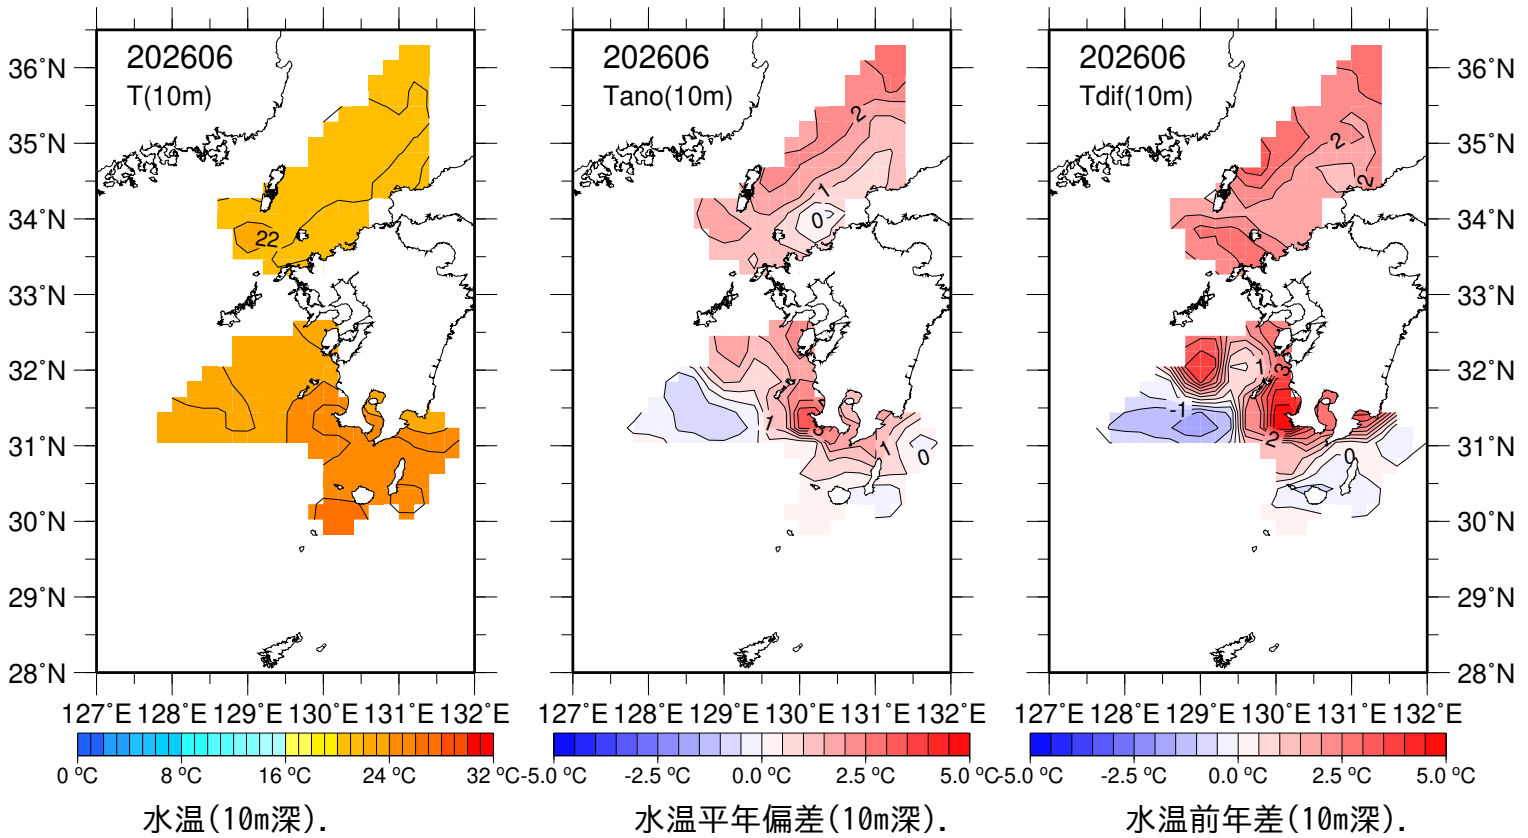 202606
T(10m)
22
36°N
35°N
34°N
33°N
32°N
31°N
30°N
29°N
28°N
127°E 128°E 129°E 130°E 131°E 132°E
0 °C 8 °C 16 °C 24 °C 32 °C
水温(10m深).
202606
Tano(10m)
2
1
0
1
3
1
0
127°E 128°E 129°E 130°E 131°E 132°E
-5.0 °C -2.5 °C 0.0 °C 2.5 °C 5.0 °C
水温平年偏差(10m深).
202606
Tdif(10m)
2
2
1
3
-1
2
0
36°N
35°N
34°N
33°N
32°N
31°N
30°N
29°N
28°N
127°E 128°E 129°E 130°E 131°E 132°E
-5.0 °C -2.5 °C 0.0 °C 2.5 °C 5.0 °C
水温前年差(10m深).